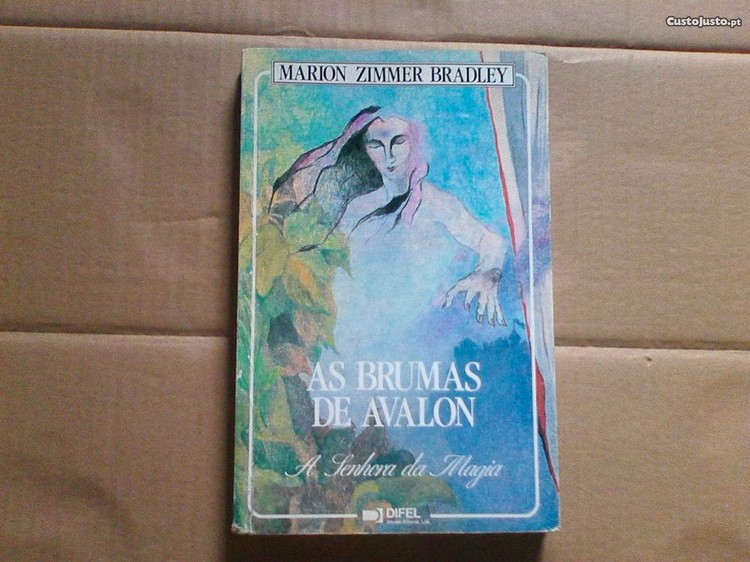 CustoJusto.pt
MARION ZIMMER BRADLEY
AS BRUMAS
DE AVALON
A Senhora da Magia
DIFEL